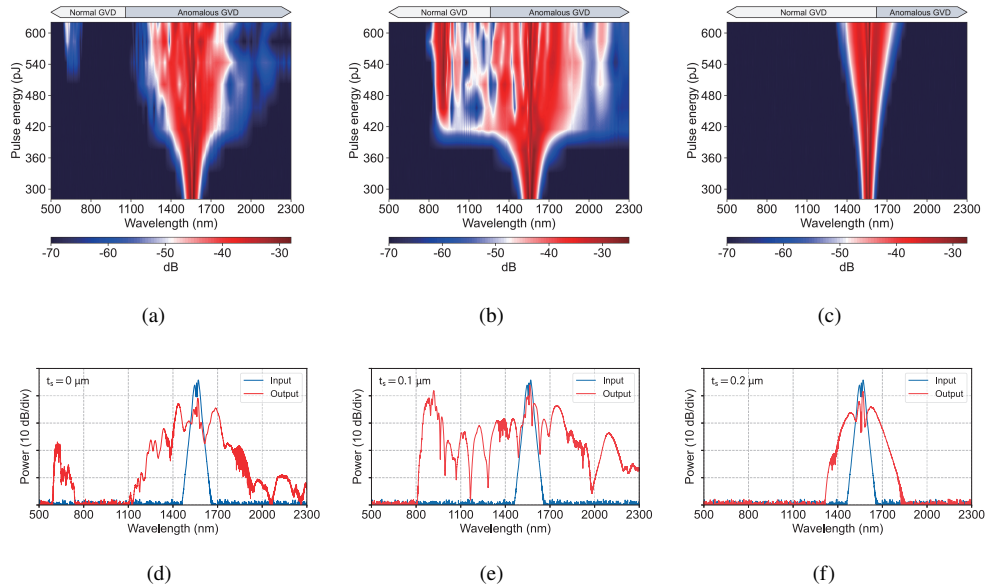 Normal GVD Anomalous GVD
Normal GVD Anomalous GVD
Normal GVD Anomalous GVD
Pulse energy (pJ)
600
540
480
420
360
300
500 800 1100 1400 1700 2000 2300
Wavelength (nm)
-70 -60 -50 -40 -30
dB
Pulse energy (pJ)
600
540
480
420
360
300
500 800 1100 1400 1700 2000 2300
Wavelength (nm)
-70 -60 -50 -40 -30
dB
Pulse energy (pJ)
600
540
480
420
360
300
500 800 1100 1400 1700 2000 2300
Wavelength (nm)
-70 -60 -50 -40 -30
dB
(a)
(b)
(c)
Power (10 dB/div)
tₛ = 0 μm
Input
Output
500 800 1100 1400 1700 2000 2300
Wavelength (nm)
Power (10 dB/div)
tₛ = 0.1 μm
Input
Output
500 800 1100 1400 1700 2000 2300
Wavelength (nm)
Power (10 dB/div)
tₛ = 0.2 μm
Input
Output
500 800 1100 1400 1700 2000 2300
Wavelength (nm)
(d)
(e)
(f)